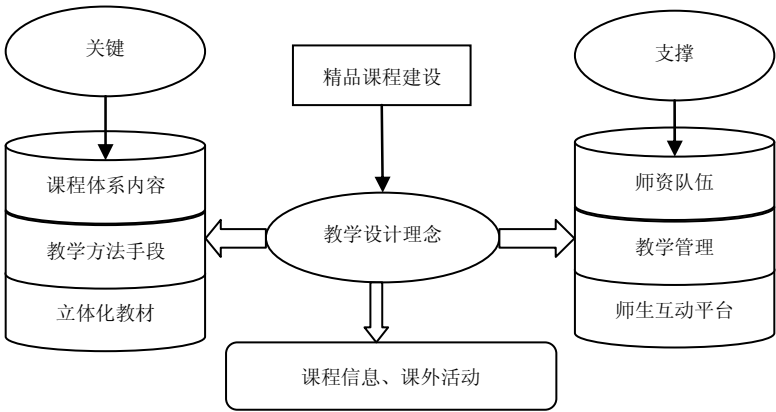 关键
精品课程建设
支撑
课程体系内容
教学方法手段
立体化教材
教学设计理念
师资队伍
教学管理
师生互动平台
课程信息、课外活动